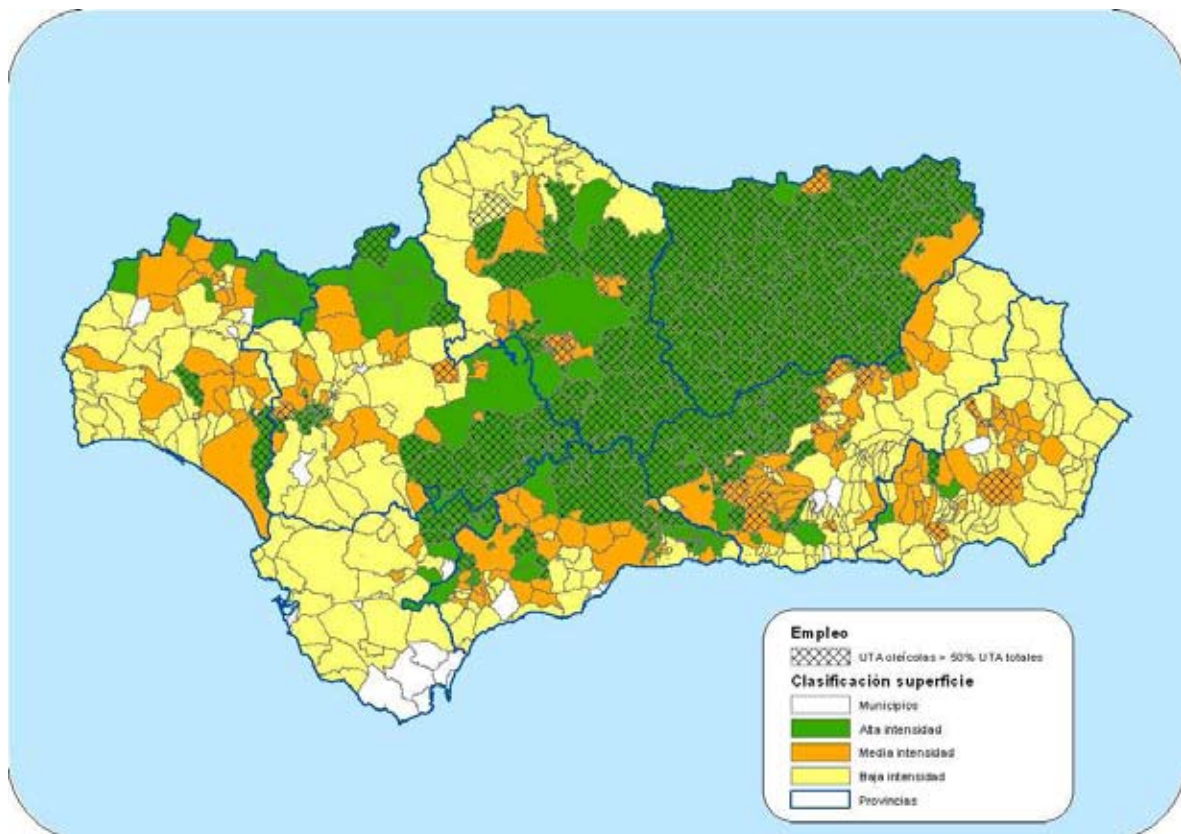 Empleo
UTA oleícolas > 50% UTA totales
Clasificación superficie
Municipios
Alta intensidad
Media intensidad
Baja intensidad
Provincias